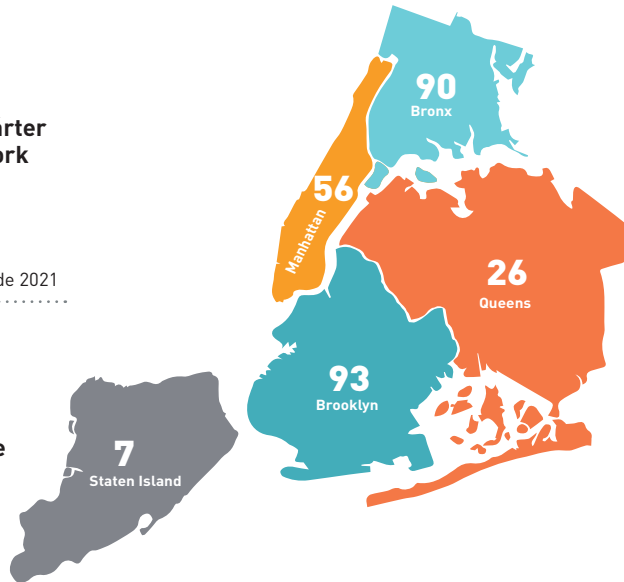 arter
ork
de 2021
e
90
Bronx
56
Manhattan
26
Queens
93
Brooklyn
7
Staten Island